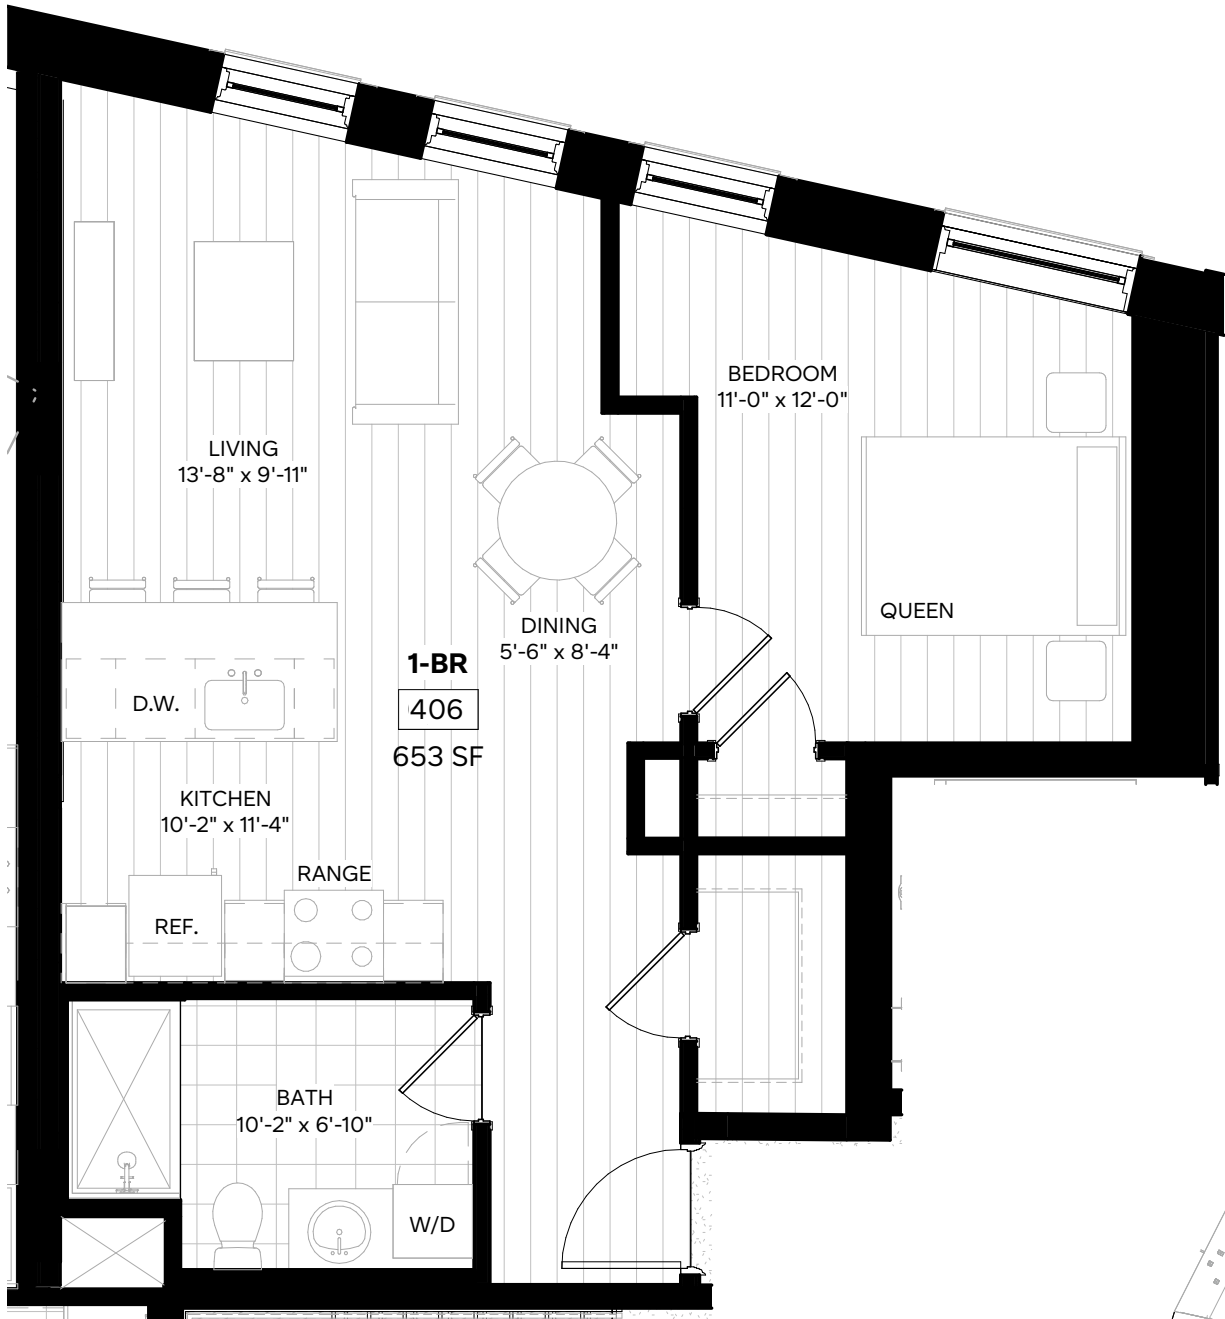 BEDROOM
11'-0" x 12'-0"
LIVING
13'-8" x 9'-11"
QUEEN
DINING
5'-6" x 8'-4"
1-BR
406
653 SF
D.W.
KITCHEN
10'-2" x 11'-4"
RANGE
REF.
BATH
10'-2" x 6'-10"
W/D